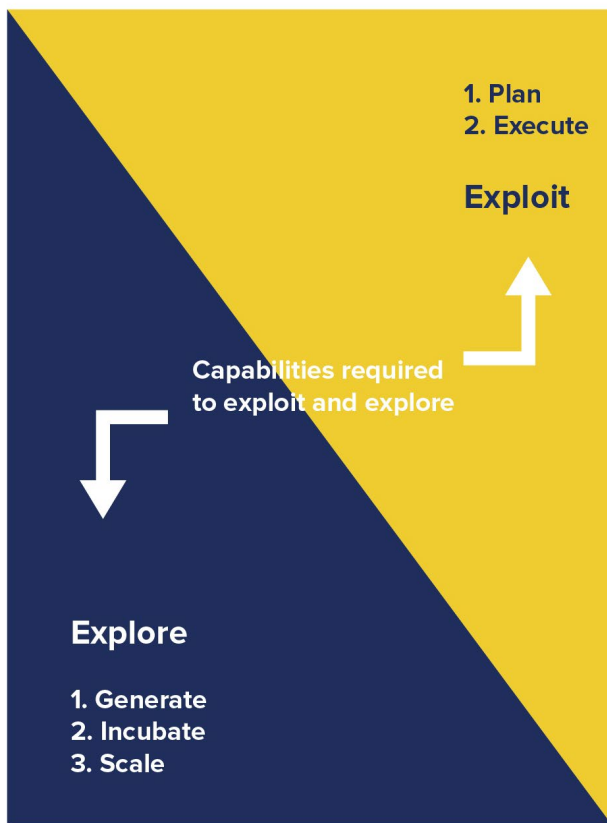 1. Plan
2. Execute
Exploit
Capabilities required
to exploit and explore
Explore
1. Generate
2. Incubate
3. Scale